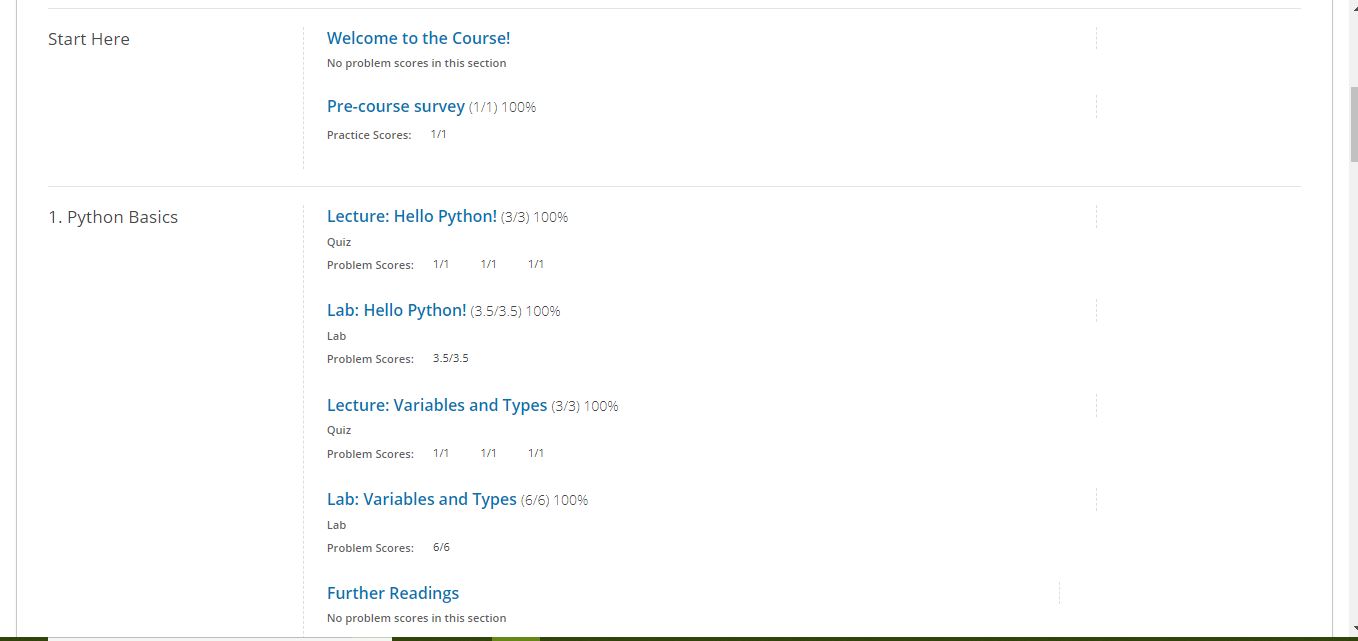 Start Here
Welcome to the Course!
No problem scores in this section
Pre-course survey (1/1) 100%
Practice Scores: 1/1
1. Python Basics
Lecture: Hello Python! (3/3) 100%
Quiz
Problem Scores: 1/1 1/1 1/1
Lab: Hello Python! (3.5/3.5) 100%
Lab
Problem Scores: 3.5/3.5
Lecture: Variables and Types (3/3) 100%
Quiz
Problem Scores: 1/1 1/1 1/1
Lab: Variables and Types (6/6) 100%
Lab
Problem Scores: 6/6
Further Readings
No problem scores in this section